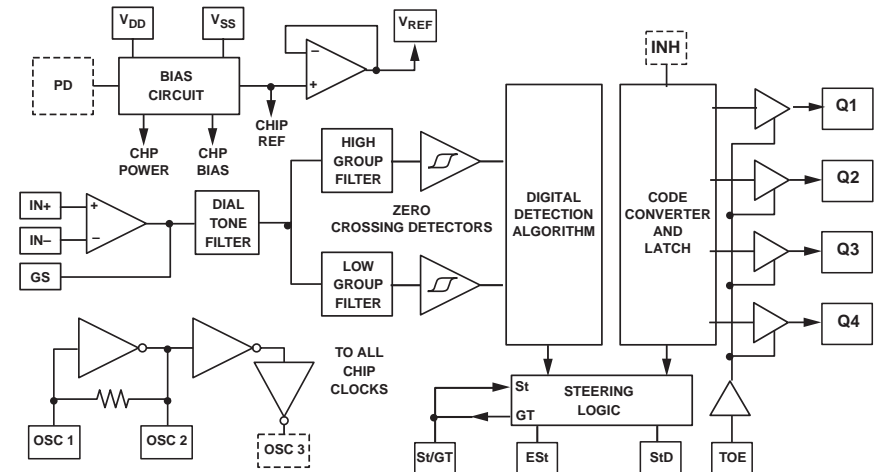 VDD
VSS
VREF
PD
BIAS
CIRCUIT
−
+
INH
CHIP
REF
CHP
POWER
CHP
BIAS
Q1
HIGH
GROUP
FILTER
IN+
IN–
GS
+
−
DIAL
TONE
FILTER
ZERO
CROSSING DETECTORS
DIGITAL
DETECTION
ALGORITHM
CODE
CONVERTER
AND
LATCH
Q2
Q3
LOW
GROUP
FILTER
Q4
TO ALL
CHIP
CLOCKS
St
GT
STEERING
LOGIC
OSC 1
OSC 2
OSC 3
St/GT
ESt
StD
TOE